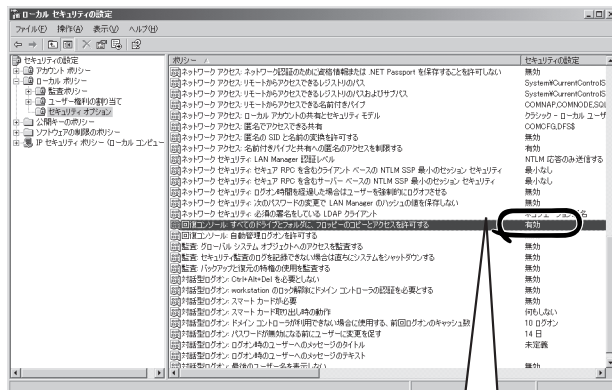 ローカル セキュリティの設定
ファイル(F) 操作(A) 表示(V) ヘルプ(H)
セキュリティの設定
アカウント ポリシー
ローカル ポリシー
監査ポリシー
ユーザー権利の割り当て
セキュリティ オプション
公開キーのポリシー
ソフトウェアの制限のポリシー
IP セキュリティ ポリシー (ローカル コンピュー
ポリシー セキュリティの設定
ネットワーク アクセス: ネットワーク認証のために資格情報または .NET Passport を保存することを許可しない 無効
ネットワーク アクセス: リモートからアクセスできるレジストリのパス System¥CurrentControlS
ネットワーク アクセス: リモートからアクセスできるレジストリのパスおよびサブパス System¥CurrentControlS
ネットワーク アクセス: リモートからアクセスできる名前付きパイプ COMNAP,COMNODE,SQL
ネットワーク アクセス: ローカル アカウントの共有とセキュリティ モデル クラシック - ローカル ユーザ
ネットワーク アクセス: 匿名でアクセスできる共有 COMCFG,DFS$
ネットワーク アクセス: 匿名の SID と名前の変換を許可する 無効
ネットワーク アクセス: 名前付きパイプと共有への匿名のアクセスを制限する 有効
ネットワーク セキュリティ: LAN Manager 認証レベル NTLM 応答のみ送信する
ネットワーク セキュリティ: セキュア RPC を含むクライアント ベースの NTLM SSP 最小のセッション セキュリティ 最小なし
ネットワーク セキュリティ: セキュア RPC を含むサーバー ベースの NTLM SSP 最小のセッション セキュリティ 最小なし
ネットワーク セキュリティ: ログオン時間を経過した場合はユーザーを強制的にログオフさせる 無効
ネットワーク セキュリティ: 次のパスワードの変更で LAN Manager のハッシュの値を保存しない 無効
ネットワーク セキュリティ: 必須の署名をしている LDAP クライアント
回復コンソール: すべてのドライブとフォルダに、フロッピーのコピーとアクセスを許可する 有効
回復コンソール: 自動管理ログオンを許可する
監査: グローバル システム オブジェクトへのアクセスを監査する 無効
監査: セキュリティ監査のログを記録できない場合は直ちにシステムをシャットダウンする 無効
監査: バックアップと復元の特権の使用を監査する 無効
対話型ログオン: Ctrl+Alt+Del を必要としない 無効
対話型ログオン: workstation のロック解除にドメイン コントローラの認証を必要とする 無効
対話型ログオン: スマート カードが必要 無効
対話型ログオン: スマート カード取り出し時の動作 何もしない
対話型ログオン: ドメイン コントローラが利用できない場合に使用する、前回ログオンのキャッシュ数 10 ログオン
対話型ログオン: パスワードが無効になる前にユーザーに変更を促す 14 日
対話型ログオン: ログオン時のユーザーへのメッセージのタイトル 未定義
対話型ログオン: ログオン時のユーザーへのメッセージのテキスト
対話型ログオン: 最後のユーザー名を表示しない 無効